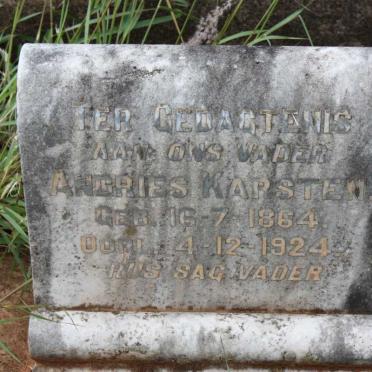 TER GEDAGTENIS
AAN ONS VADER
ANDRIES KARSTEN
GEB. 16-7-1864
OORL. 4-12-1924
RUS SAG VADER